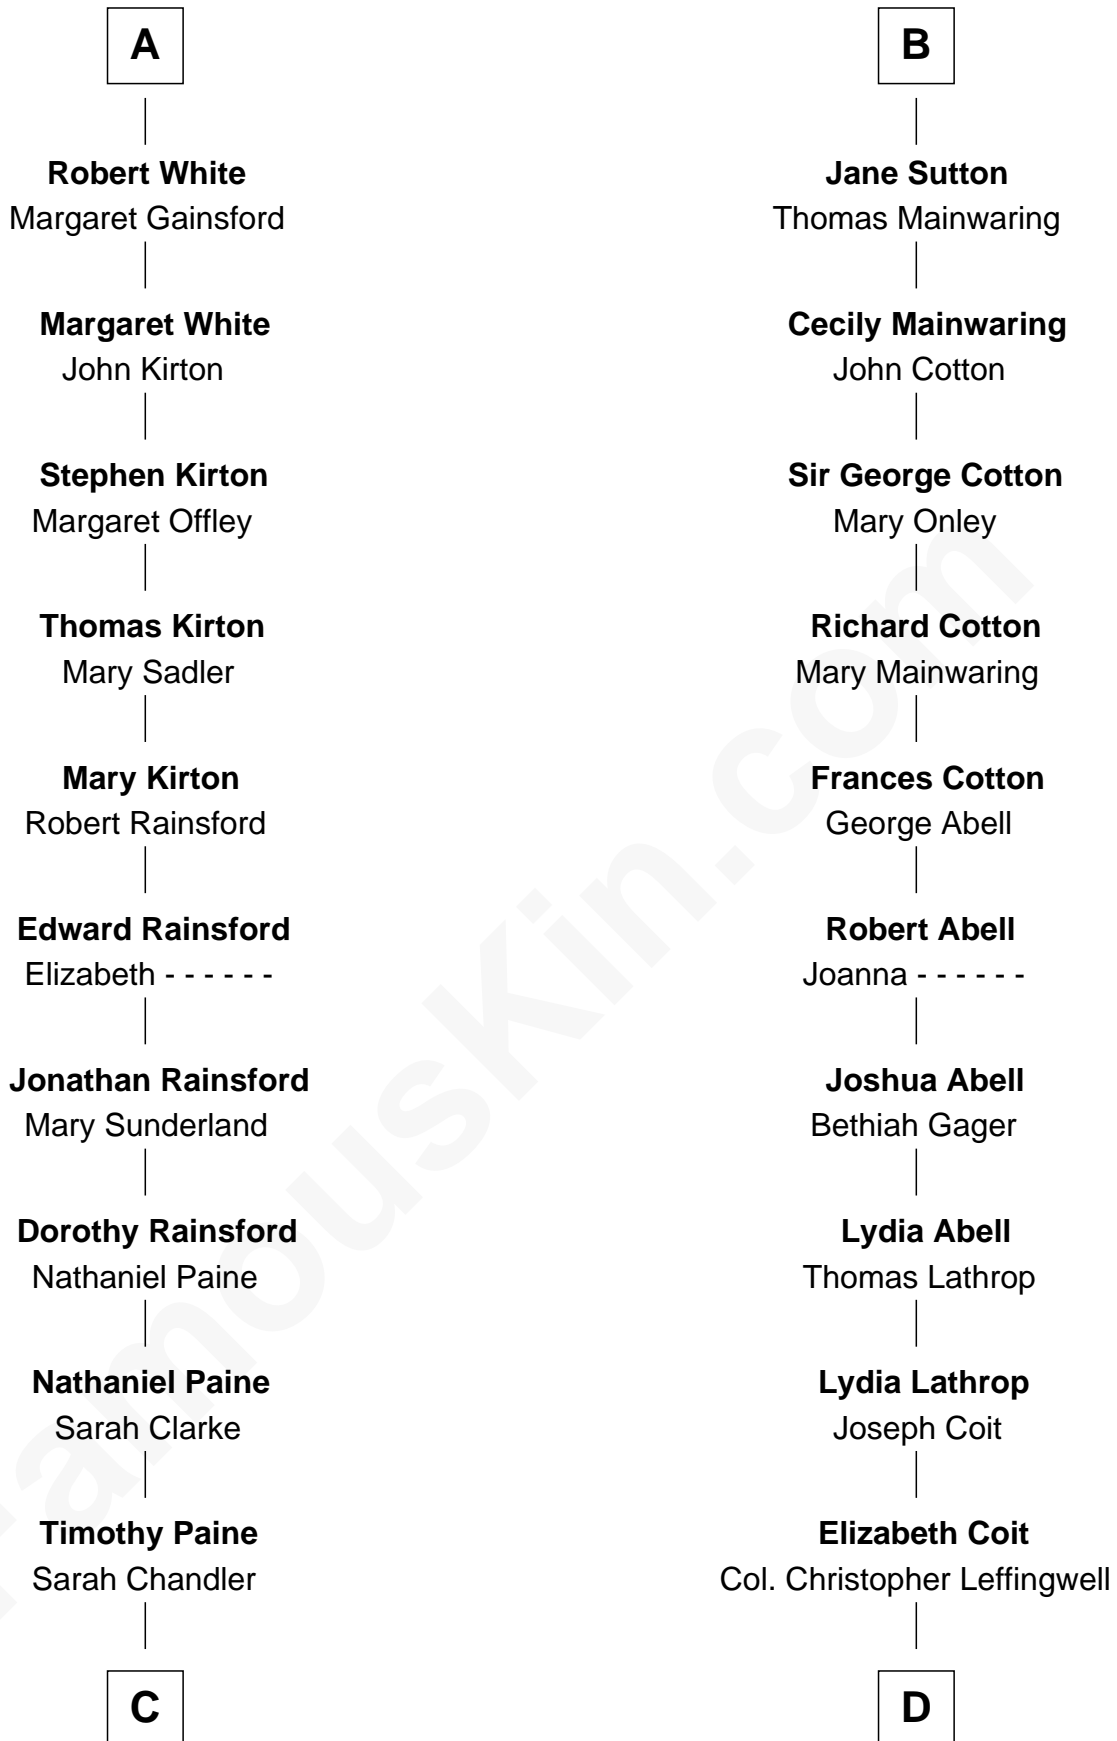 A
Robert White
Margaret Gainsford
Margaret White
John Kirton
Stephen Kirton
Margaret Offley
Thomas Kirton
Mary Sadler
Mary Kirton
Robert Rainsford
Edward Rainsford
Elizabeth - - - - - -
Jonathan Rainsford
Mary Sunderland
Dorothy Rainsford
Nathaniel Paine
Nathaniel Paine
Sarah Clarke
Timothy Paine
Sarah Chandler
C
B
Jane Sutton
Thomas Mainwaring
Cecily Mainwaring
John Cotton
Sir George Cotton
Mary Onley
Richard Cotton
Mary Mainwaring
Frances Cotton
George Abell
Robert Abell
Joanna - - - - - -
Joshua Abell
Bethiah Gager
Lydia Abell
Thomas Lathrop
Lydia Lathrop
Joseph Coit
Elizabeth Coit
Col. Christopher Leffingwell
D
FamousKin.com